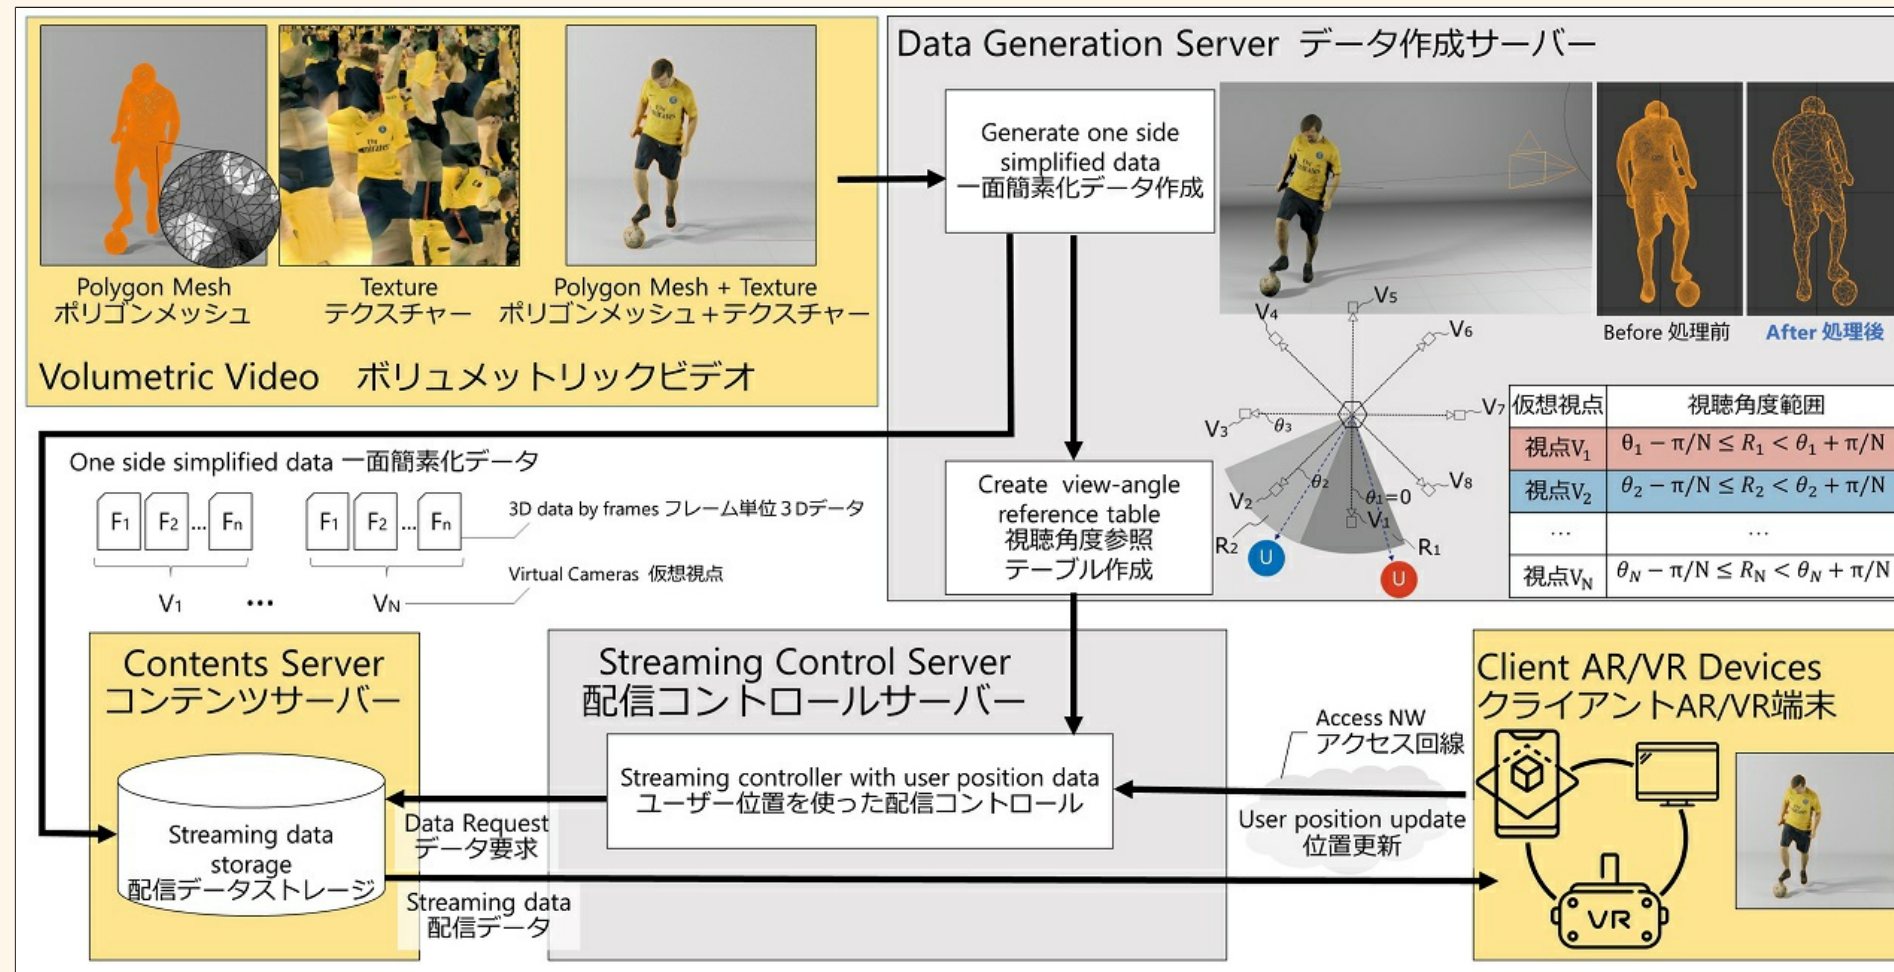 Polygon Mesh
ポリゴンメッシュ
Texture
テクスチャー
Polygon Mesh + Texture
ポリゴンメッシュ＋テクスチャー
Volumetric Video ボリュメットリックビデオ
Data Generation Server データ作成サーバー
Generate one side
simplified data
一面簡素化データ作成
Before 処理前
After 処理後
V₅
V₄
V₆
V₃
θ₃
V₇
V₂
θ₂
θ₁=0
V₈
V₁
R₂
R₁
U
U
仮想視点 視聴角度範囲
視点V₁ θ₁ − π/N ≤ R₁ < θ₁ + π/N
視点V₂ θ₂ − π/N ≤ R₂ < θ₂ + π/N
… …
視点V_N θ_N − π/N ≤ R_N < θ_N + π/N
Create view-angle
reference table
視聴角度参照
テーブル作成
One side simplified data 一面簡素化データ
F₁ F₂ ... Fₙ
F₁ F₂ ... Fₙ
3D data by frames フレーム単位３Dデータ
Virtual Cameras 仮想視点
V₁ ••• V_N
Contents Server
コンテンツサーバー
Streaming data
storage
配信データストレージ
Streaming Control Server
配信コントロールサーバー
Streaming controller with user position data
ユーザー位置を使った配信コントロール
Data Request
データ要求
Streaming data
配信データ
Access NW
アクセス回線
User position update
位置更新
Client AR/VR Devices
クライアントAR/VR端末
VR